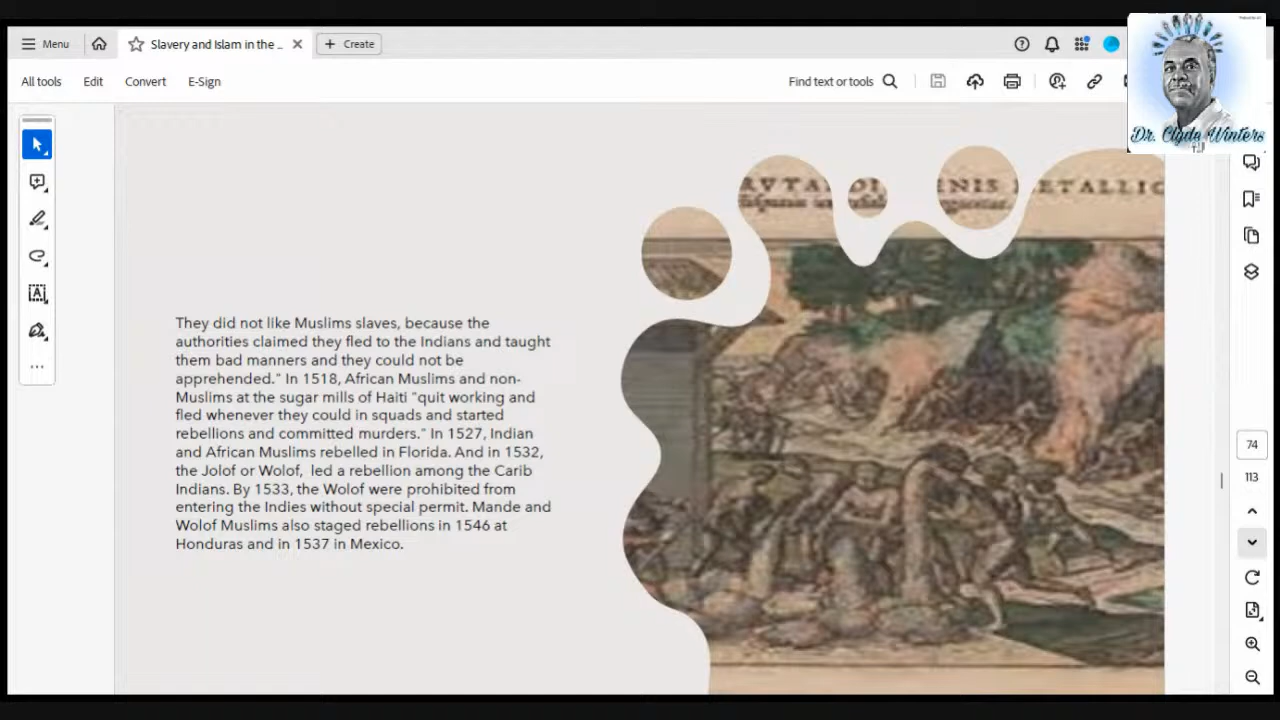 Menu
Slavery and Islam in the ..
Create
All tools
Edit
Convert
E-Sign
Find text or tools
Dr. Clyde Winters
INIS
They did not like Muslims slaves, because the
authorities claimed they fled to the Indians and taught
them bad manners and they could not be
apprehended." In 1518, African Muslims and non-
Muslims at the sugar mills of Haiti "quit working and
fled whenever they could in squads and started
rebellions and committed murders." In 1527, Indian
and African Muslims rebelled in Florida. And in 1532,
the Jolof or Wolof, led a rebellion among the Carib
Indians. By 1533, the Wolof were prohibited from
entering the Indies without special permit. Mande and
Wolof Muslims also staged rebellions in 1546 at
Honduras and in 1537 in Mexico.
74
113